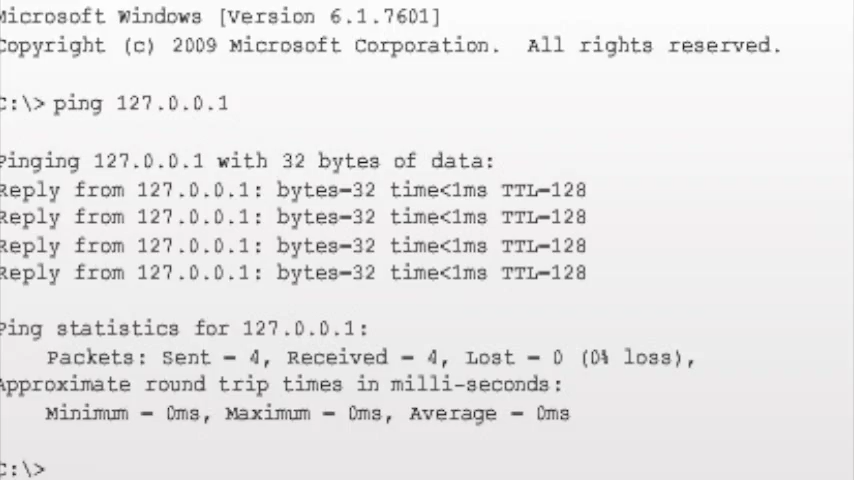 Microsoft Windows [Version 6.1.7601]
Copyright (c) 2009 Microsoft Corporation. All rights reserved.
C:\> ping 127.0.0.1
Pinging 127.0.0.1 with 32 bytes of data:
Reply from 127.0.0.1: bytes=32 time<1ms TTL=128
Reply from 127.0.0.1: bytes=32 time<1ms TTL=128
Reply from 127.0.0.1: bytes=32 time<1ms TTL=128
Reply from 127.0.0.1: bytes=32 time<1ms TTL=128
Ping statistics for 127.0.0.1:
Packets: Sent = 4, Received = 4, Lost = 0 (0% loss),
Approximate round trip times in milli-seconds:
Minimum = 0ms, Maximum = 0ms, Average = 0ms
C:\>